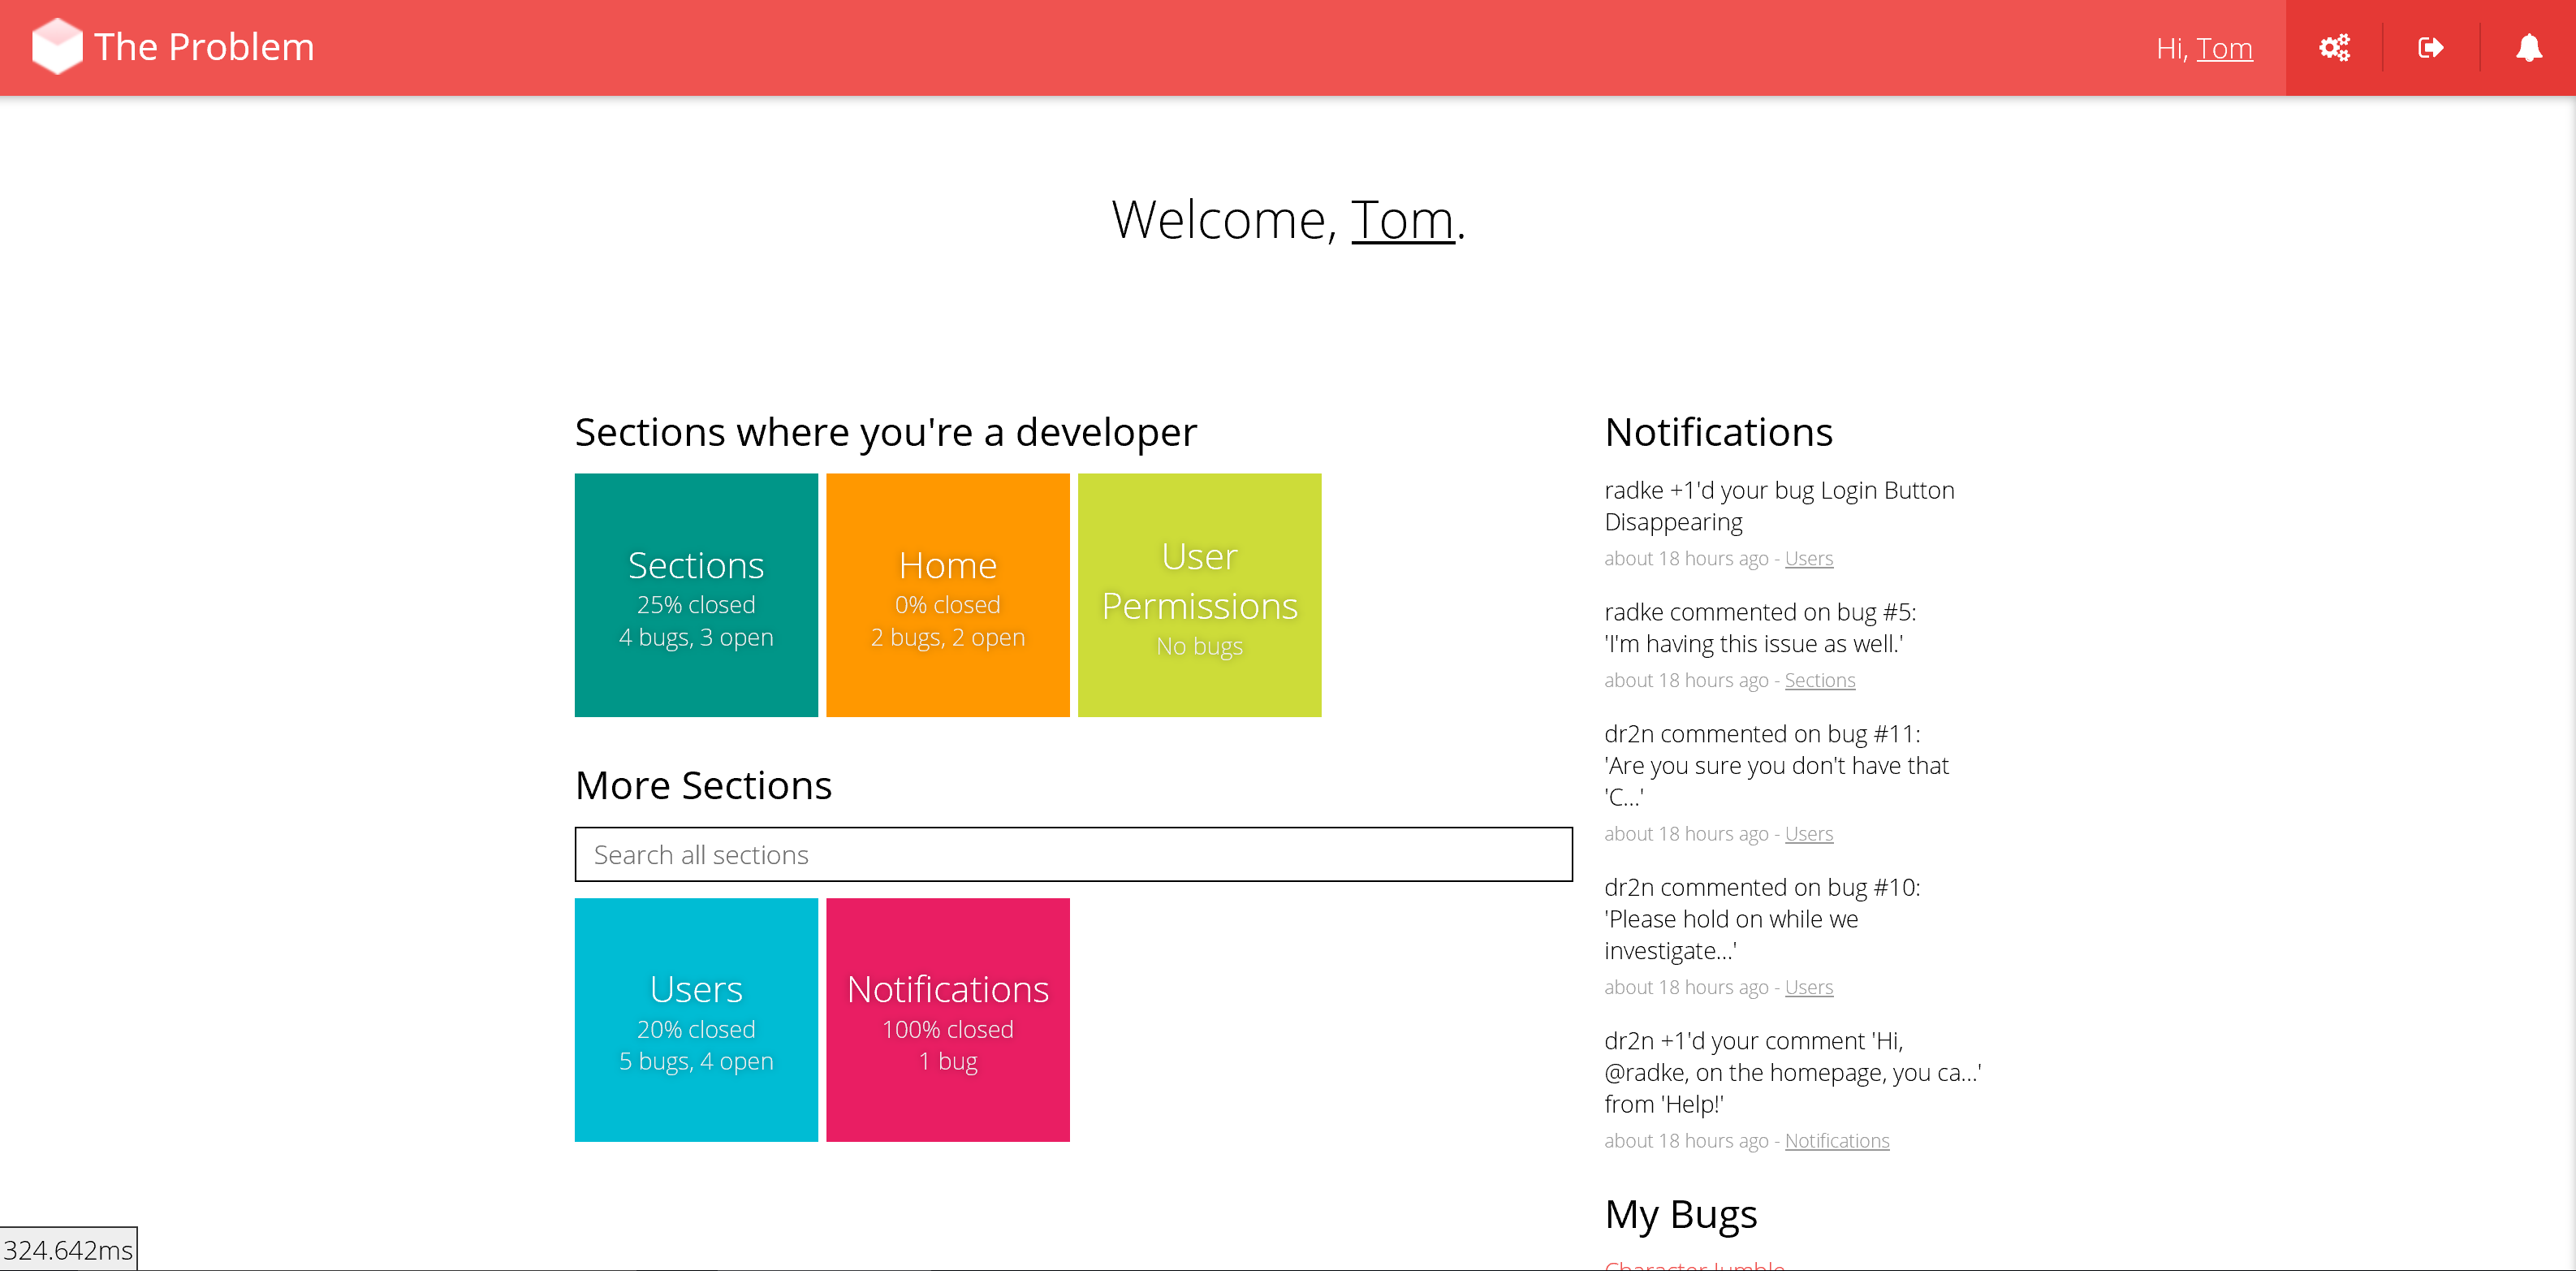 The Problem
Hi, Tom
Welcome, Tom.
Sections where you're a developer
Sections
25% closed
4 bugs, 3 open
Home
0% closed
2 bugs, 2 open
User
Permissions
No bugs
More Sections
Search all sections
Users
20% closed
5 bugs, 4 open
Notifications
100% closed
1 bug
Notifications
radke +1'd your bug Login Button
Disappearing
about 18 hours ago - Users
radke commented on bug #5:
'I'm having this issue as well.'
about 18 hours ago - Sections
dr2n commented on bug #11:
'Are you sure you don't have that
'C...'
about 18 hours ago - Users
dr2n commented on bug #10:
'Please hold on while we
investigate...'
about 18 hours ago - Users
dr2n +1'd your comment 'Hi,
@radke, on the homepage, you ca...'
from 'Help!'
about 18 hours ago - Notifications
My Bugs
Character Jumble
324.642ms